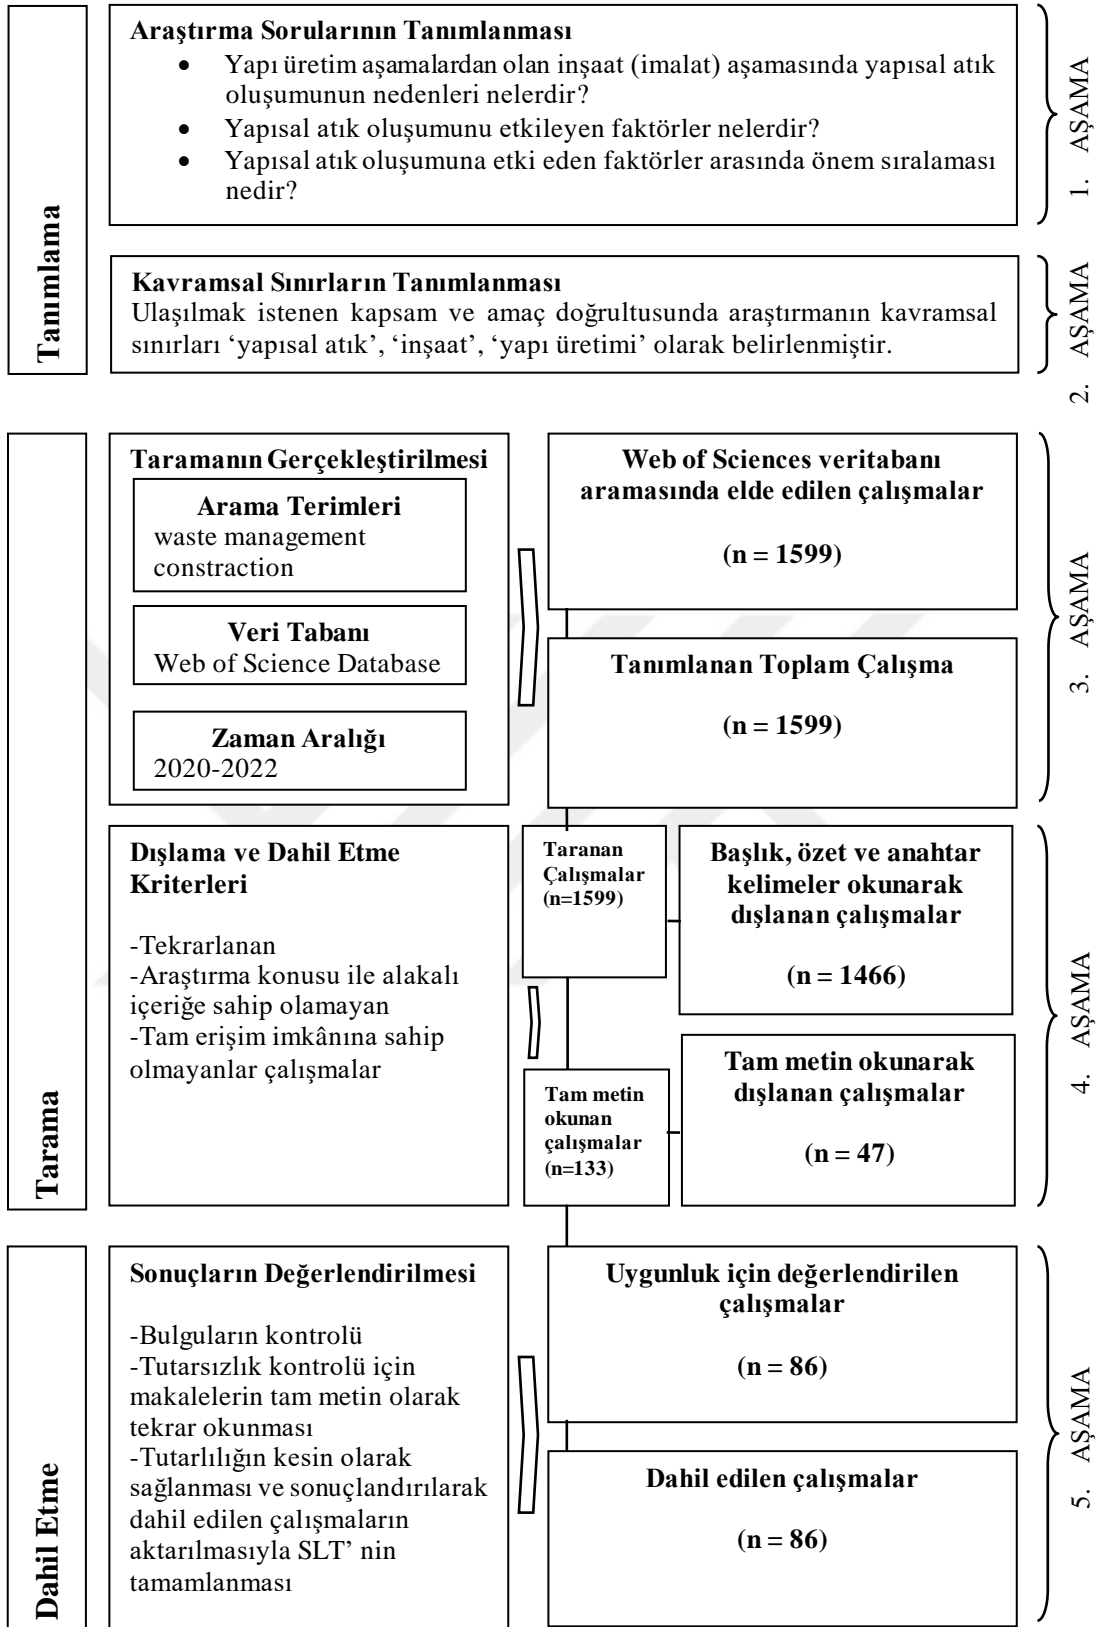 Tanımlama
Araştırma Sorularının Tanımlanması
• Yapı üretim aşamalardan olan inşaat (imalat) aşamasında yapısal atık
oluşumunun nedenleri nelerdir?
• Yapısal atık oluşumunu etkileyen faktörler nelerdir?
• Yapısal atık oluşumuna etki eden faktörler arasında önem sıralaması
nedir?
1. AŞAMA
Kavramsal Sınırların Tanımlanması
Ulaşılmak istenen kapsam ve amaç doğrultusunda araştırmanın kavramsal
sınırları ‘yapısal atık’, ‘inşaat’, ‘yapı üretimi’ olarak belirlenmiştir.
2. AŞAMA
Tarama
Taramanın Gerçekleştirilmesi
Arama Terimleri
waste management
constraction
Veri Tabanı
Web of Science Database
Zaman Aralığı
2020-2022
Web of Sciences veritabanı
aramasında elde edilen çalışmalar
(n = 1599)
Tanımlanan Toplam Çalışma
(n = 1599)
3. AŞAMA
Dışlama ve Dahil Etme
Kriterleri
-Tekrarlanan
-Araştırma konusu ile alakalı
içeriğe sahip olamayan
-Tam erişim imkânına sahip
olmayanlar çalışmalar
Taranan
Çalışmalar
(n=1599)
Başlık, özet ve anahtar
kelimeler okunarak
dışlanan çalışmalar
(n = 1466)
Tam metin
okunan
çalışmalar
(n=133)
Tam metin okunarak
dışlanan çalışmalar
(n = 47)
4. AŞAMA
Dahil Etme
Sonuçların Değerlendirilmesi
-Bulguların kontrolü
-Tutarsızlık kontrolü için
makalelerin tam metin olarak
tekrar okunması
-Tutarlılığın kesin olarak
sağlanması ve sonuçlandırılarak
dahil edilen çalışmaların
aktarılmasıyla SLT’ nin
tamamlanması
Uygunluk için değerlendirilen
çalışmalar
(n = 86)
Dahil edilen çalışmalar
(n = 86)
5. AŞAMA